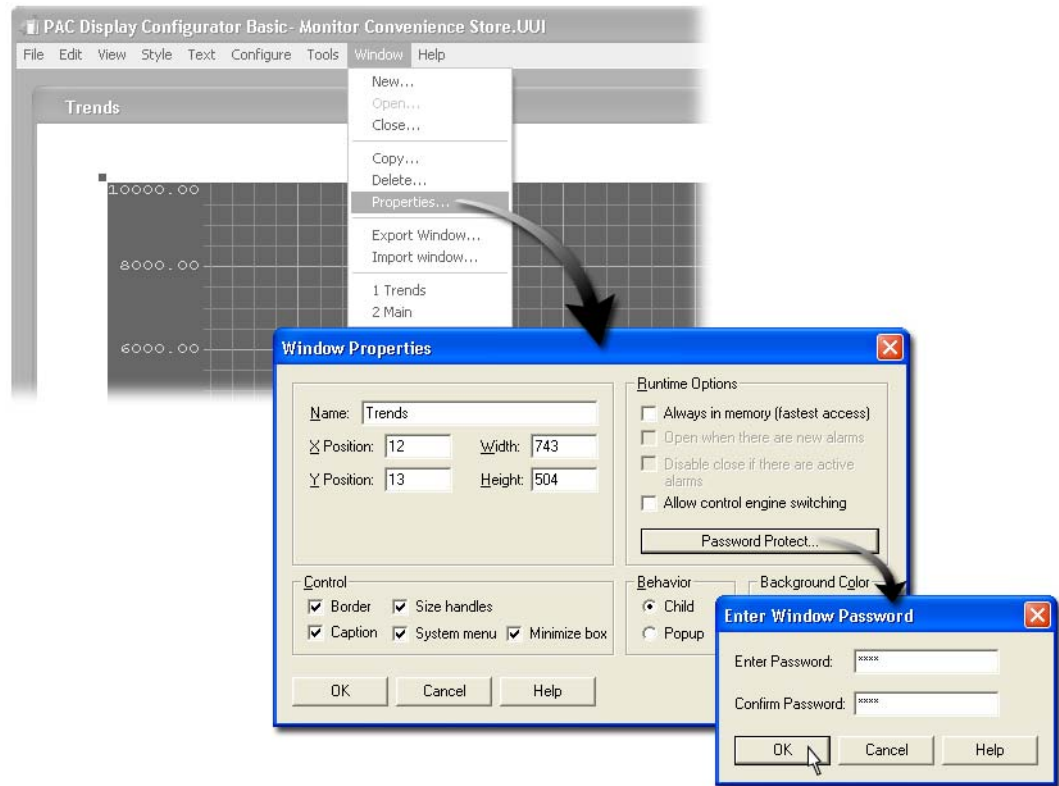 PAC Display Configurator Basic- Monitor Convenience Store.UUI
File Edit View Style Text Configure Tools Window Help
New...
Open...
Close...
Copy...
Delete...
Properties...
Export Window...
Import window...
1 Trends
2 Main
Trends
10000.00
8000.00
6000.00
Window Properties
Name: Trends
X Position: 12 Width: 743
Y Position: 13 Height: 504
Runtime Options
Always in memory (fastest access)
Open when there are new alarms
Disable close if there are active
alarms
Allow control engine switching
Password Protect...
Control
Border Size handles
Caption System menu Minimize box
Behavior
Child
Popup
Background Color
OK Cancel Help
Enter Window Password
Enter Password: ****
Confirm Password: ****
OK Cancel Help